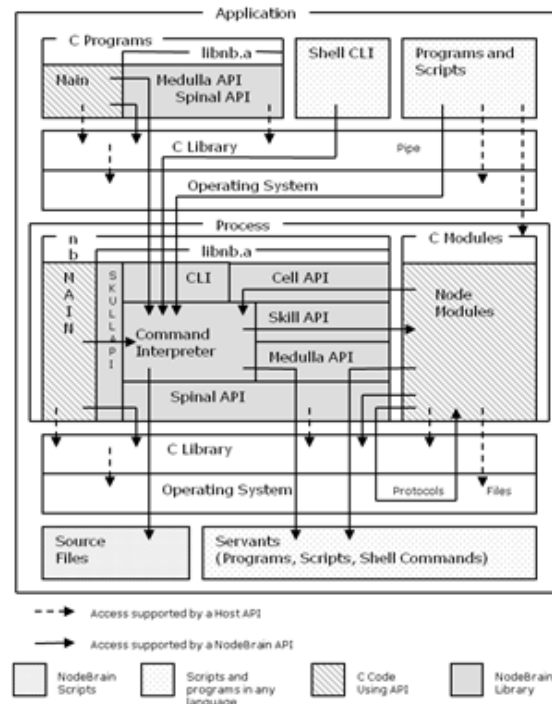 Application
C Programs
libnb.a
Main
Medulla API
Spinal API
Shell CLI
Programs and
Scripts
C Library
Pipe
Operating System
Process
n
b
libnb.a
C Modules
M
A
I
N
S
K
U
L
L
A
P
I
CLI
Cell API
Command
Interpreter
Skill API
Medulla API
Spinal API
Node
Modules
C Library
Operating System
Protocols
Files
Source
Files
Servants
(Programs, Scripts, Shell Commands)
Access supported by a Host API
Access supported by a NodeBrain API
NodeBrain
Scripts
Scripts and
programs in any
language
C Code
Using API
NodeBrain
Library